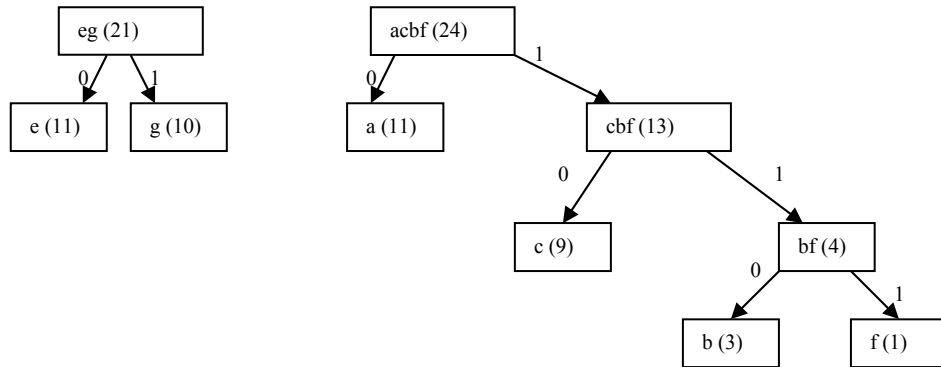 eg (21)
acbf (24)
0
1
0
1
e (11)
g (10)
a (11)
cbf (13)
0
1
c (9)
bf (4)
0
1
b (3)
f (1)